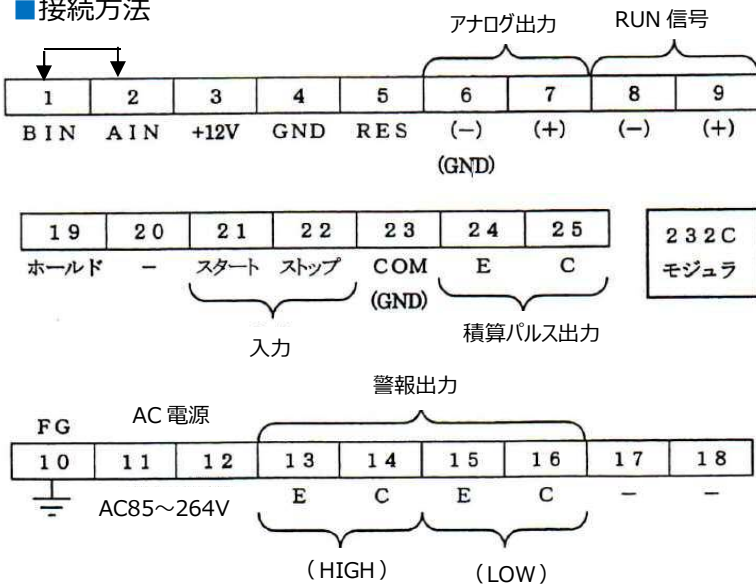 ■接続方法
アナログ出力 RUN 信号
1 2 3 4 5 6 7 8 9
BIN AIN +12V GND RES (−) (+) (−) (+)
(GND)
19 20 21 22 23 24 25
ホールド − スタート ストップ COM E C
(GND)
入力 積算パルス出力
232C
モジュラ
警報出力
FG AC 電源
10 11 12 13 14 15 16 17 18
AC85～264V E C E C − −
(HIGH) (LOW)